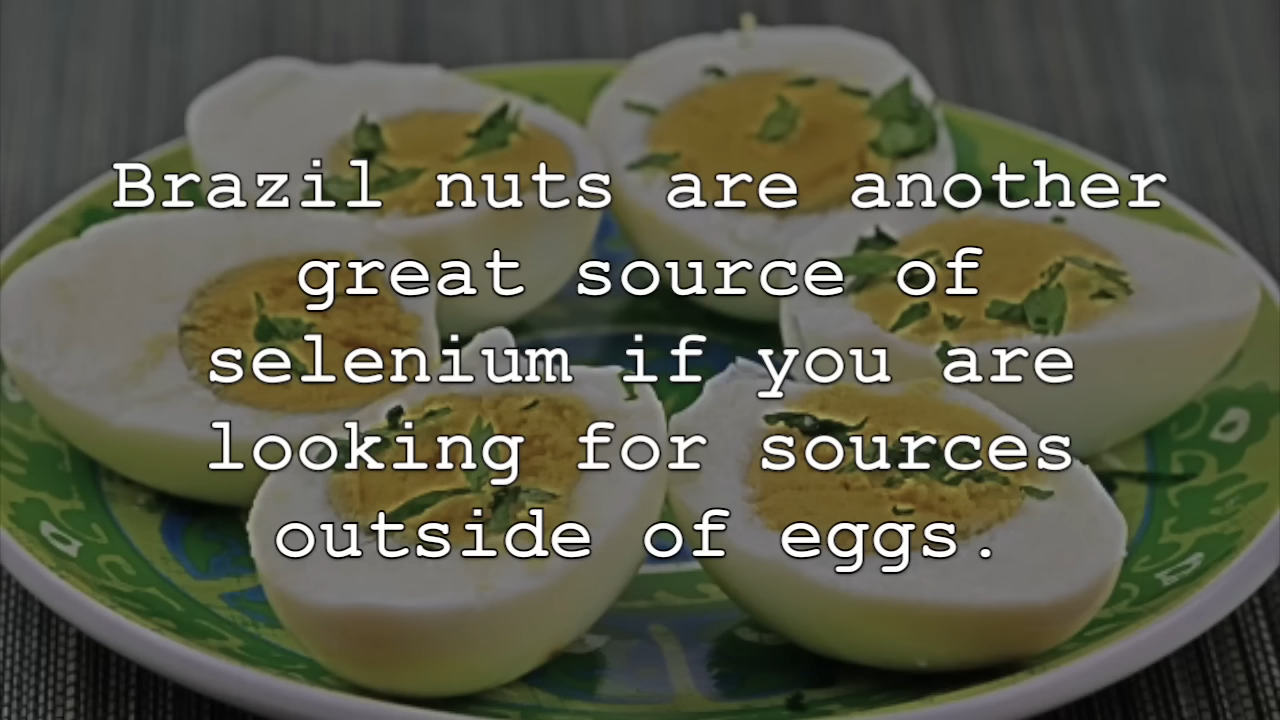 Brazil nuts are another
great source of
selenium if you are
looking for sources
outside of eggs.